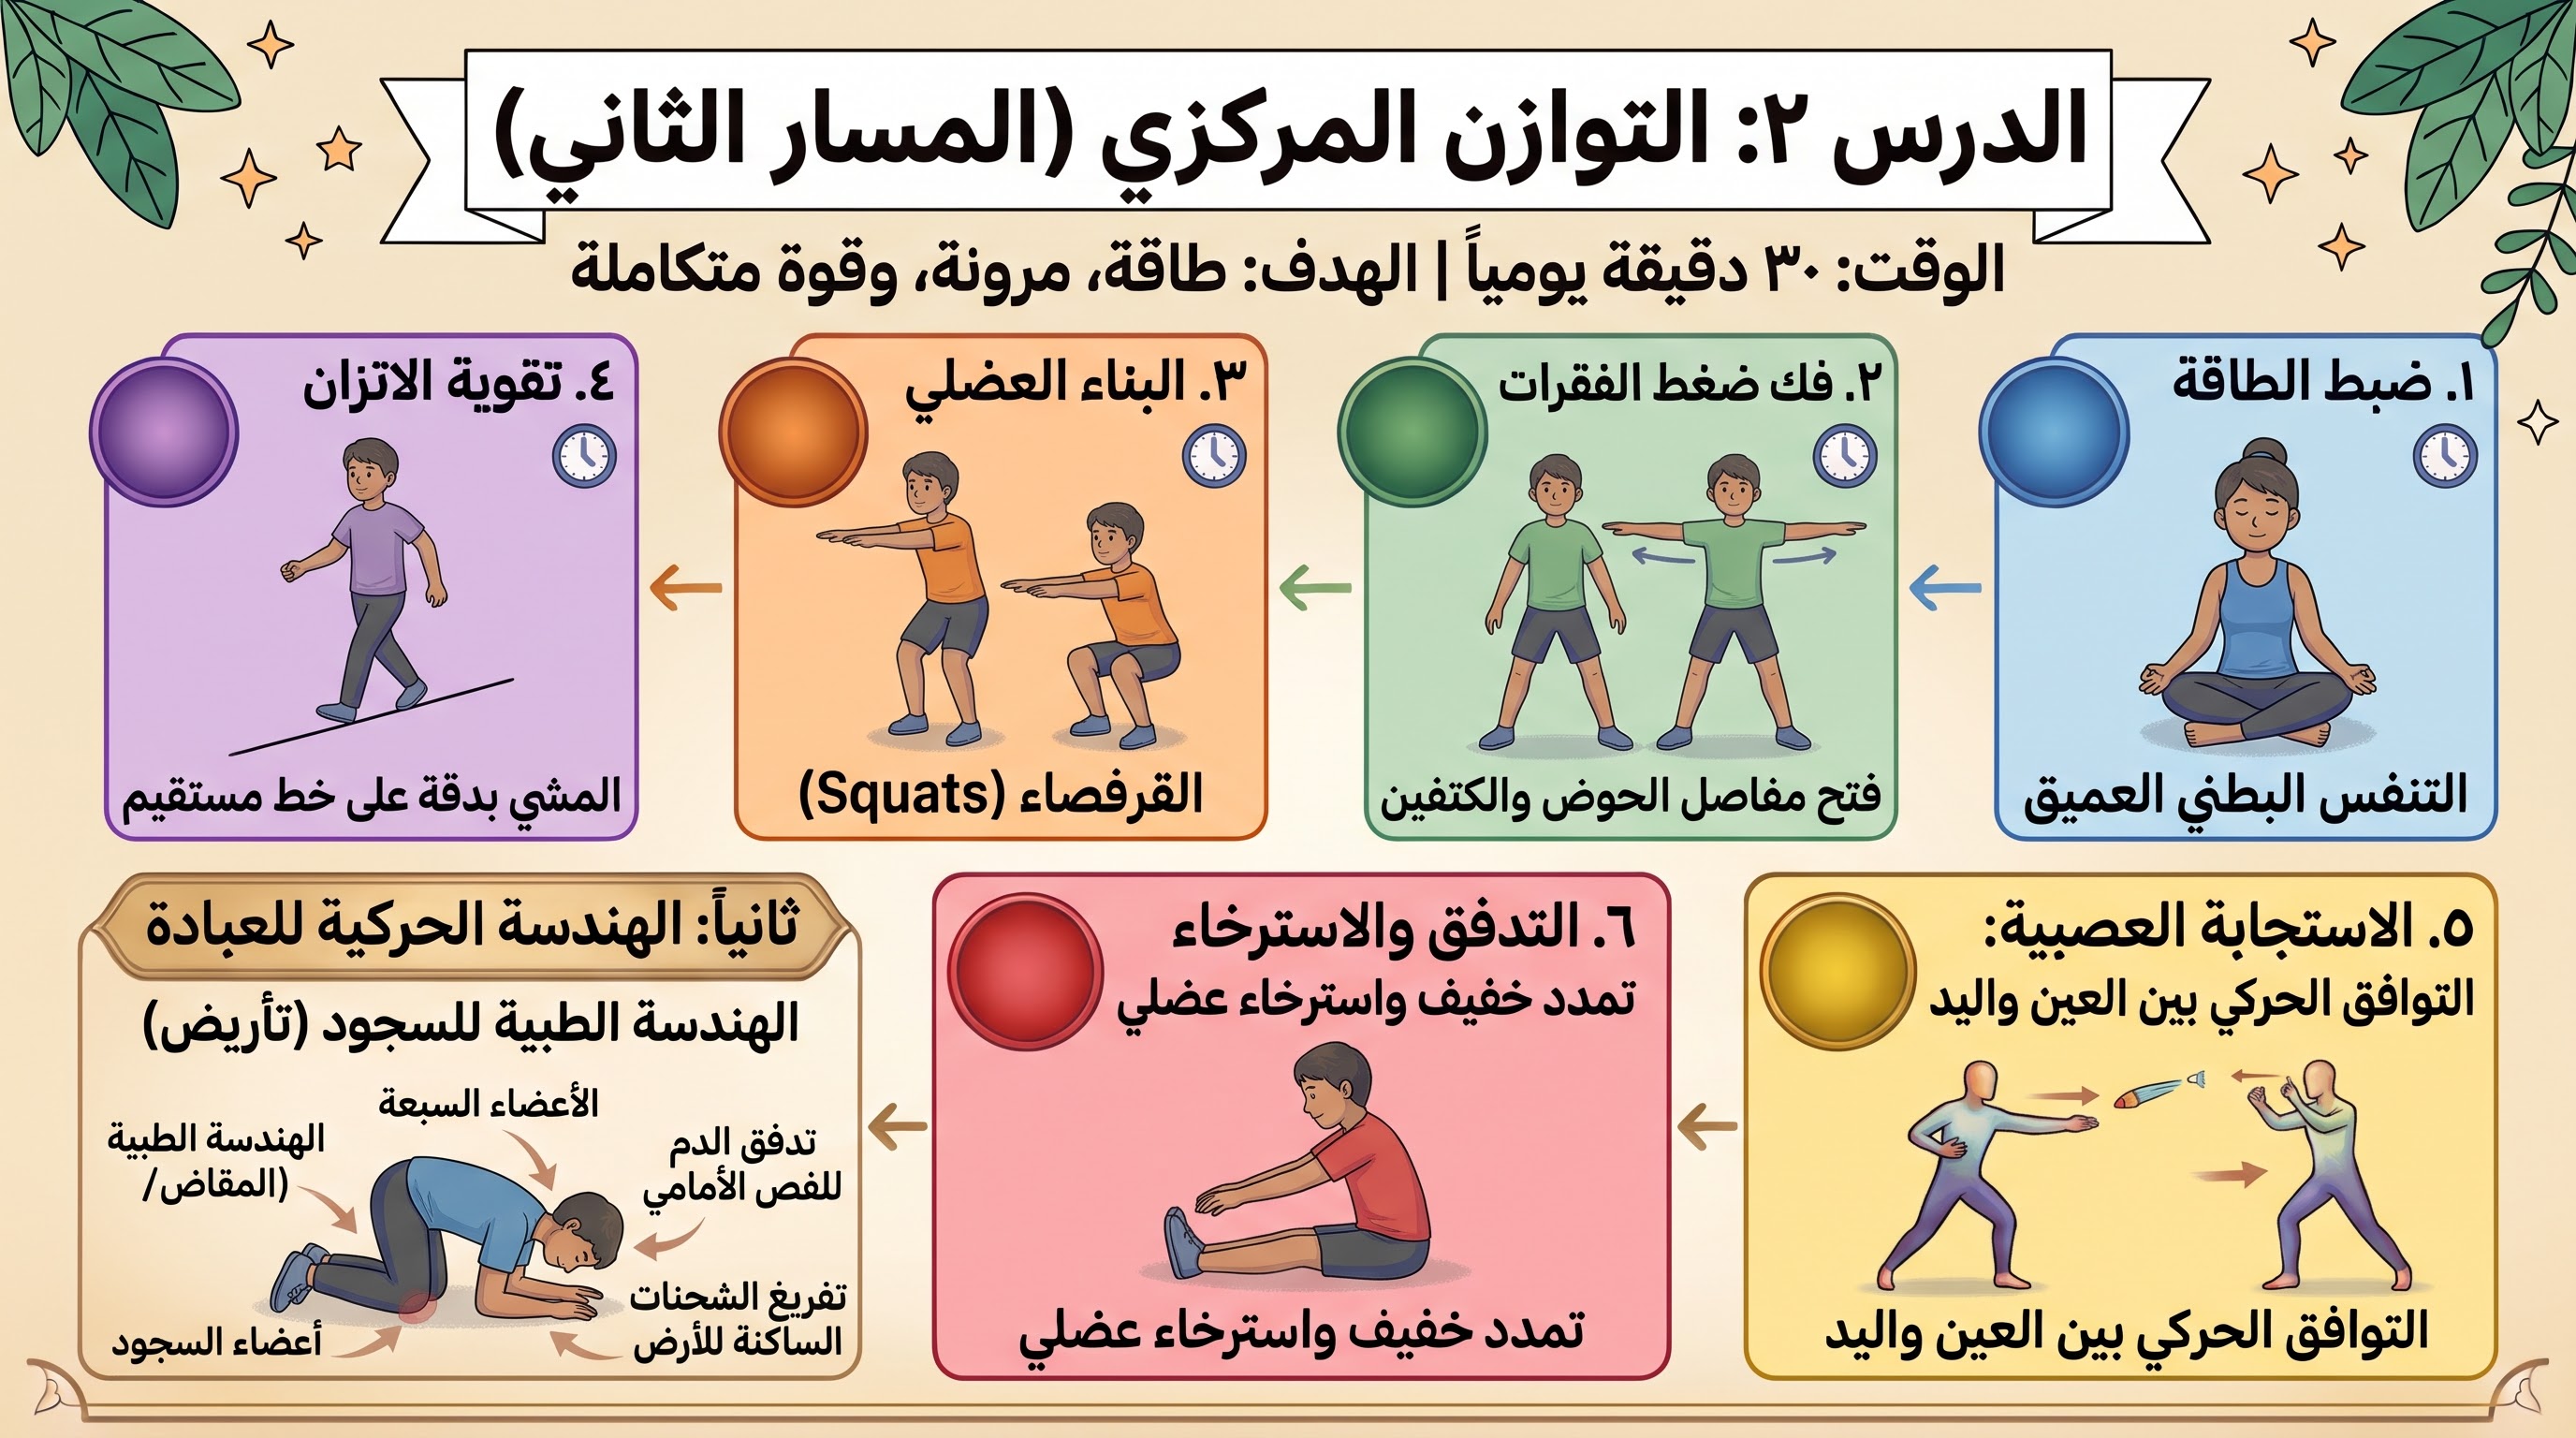 الدرس ٢: التوازن المركزي (المسار الثاني)
الوقت: ٣٠ دقيقة يومياً | الهدف: طاقة، مرونة، وقوة متكاملة
١. ضبط الطاقة
التنفس البطني العميق
٢. فك ضغط الفقرات
فتح مفاصل الحوض والكتفين
٣. البناء العضلي
القرفصاء (Squats)
٤. تقوية الاتزان
المشي بدقة على خط مستقيم
٥. الاستجابة العصبية:
التوافق الحركي بين العين واليد
التوافق الحركي بين العين واليد
٦. التدفق والاسترخاء
تمدد خفيف واسترخاء عضلي
تمدد خفيف واسترخاء عضلي
ثانياً: الهندسة الحركية للعبادة
الهندسة الطبية للسجود (تأريض)
الأعضاء السبعة
تدفق الدم
للفص الأمامي
الهندسة الطبية
(المقاض/
تفريغ الشحنات
الساكنة للأرض
أعضاء السجود